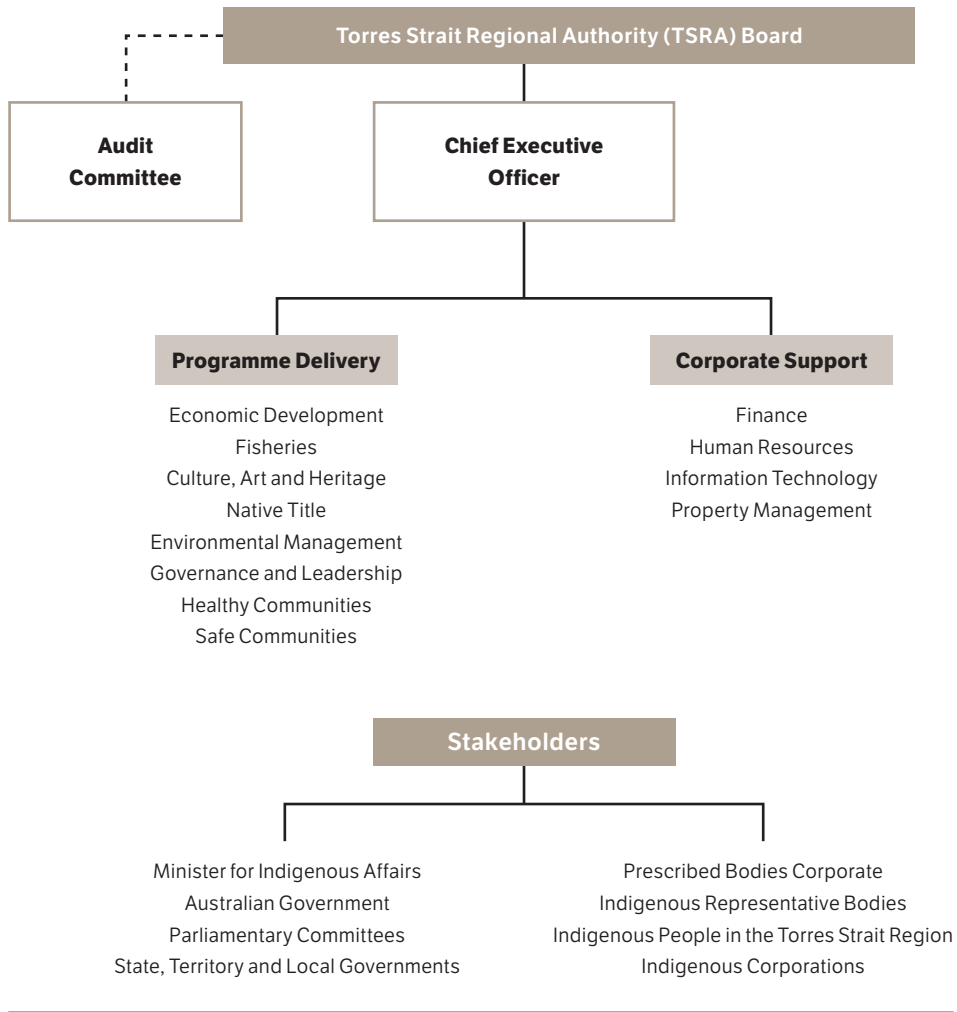 Torres Strait Regional Authority (TSRA) Board
Audit
Committee
Chief Executive
Officer
Programme Delivery
Economic Development
Fisheries
Culture, Art and Heritage
Native Title
Environmental Management
Governance and Leadership
Healthy Communities
Safe Communities
Corporate Support
Finance
Human Resources
Information Technology
Property Management
Stakeholders
Minister for Indigenous Affairs
Australian Government
Parliamentary Committees
State, Territory and Local Governments
Prescribed Bodies Corporate
Indigenous Representative Bodies
Indigenous People in the Torres Strait Region
Indigenous Corporations